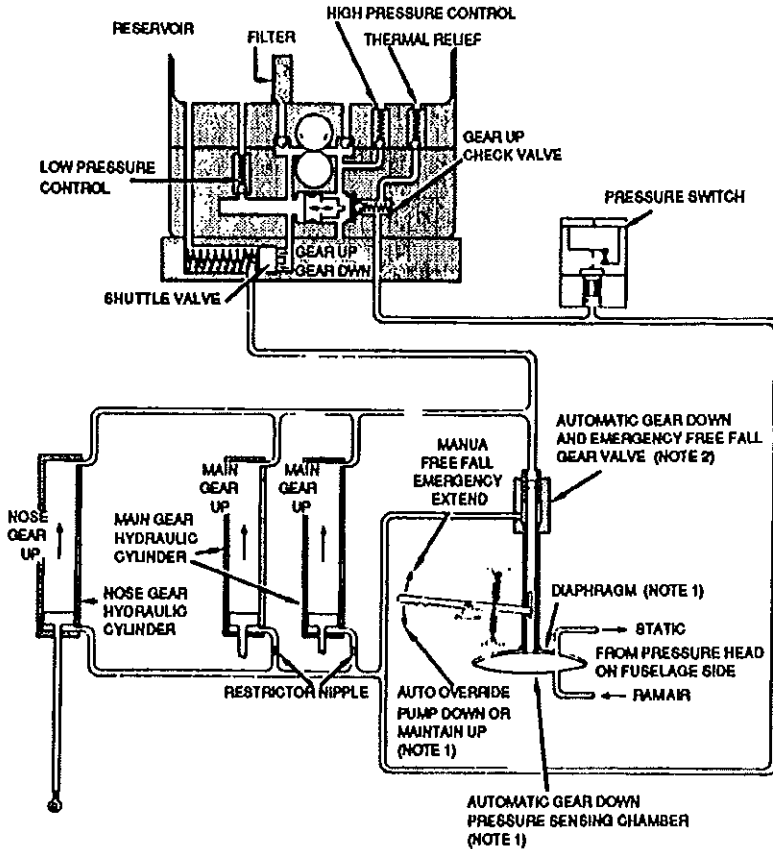 HIGH PRESSURE CONTROL
RESERVOIR
FILTER
THERMAL RELIEF
GEAR UP
CHECK VALVE
LOW PRESSURE
CONTROL
PRESSURE SWITCH
GEAR UP
GEAR DWN
SHUTTLE VALVE
AUTOMATIC GEAR DOWN
AND EMERGENCY FREE FALL
GEAR VALVE (NOTE 2)
MANUA
FREE FALL
EMERGENCY
EXTEND
MAIN
GEAR
UP
MAIN
GEAR
UP
NOSE
GEAR
UP
MAIN GEAR
HYDRAULIC
CYLINDER
NOSE GEAR
HYDRAULIC
CYLINDER
DIAPHRAGM (NOTE 1)
STATIC
FROM PRESSURE HEAD
ON FUSELAGE SIDE
RAM AIR
RESTRICTOR NIPPLE
AUTO OVERRIDE
PUMP DOWN OR
MAINTAIN UP
(NOTE 1)
AUTOMATIC GEAR DOWN
PRESSURE SENSING CHAMBER
(NOTE 1)